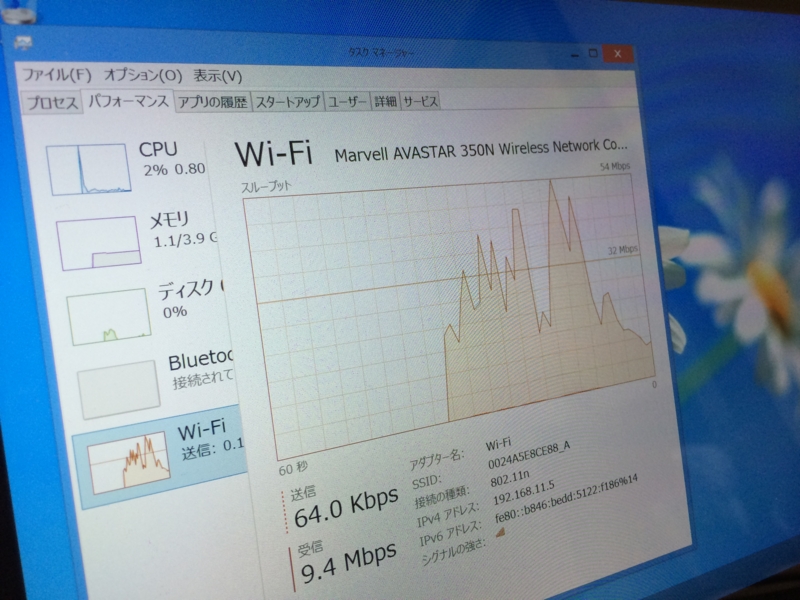 タスク マネージャー
ファイル(F) オプション(O) 表示(V)
プロセス パフォーマンス アプリの履歴 スタートアップ ユーザー 詳細 サービス
CPU
2% 0.80
メモリ
1.1/3.9 G
ディスク (
0%
Bluetoo
接続されて
Wi-Fi
送信: 0.1
Wi-Fi
Marvell AVASTAR 350N Wireless Network Co...
スループット
54 Mbps
32 Mbps
60 秒
0
送信
64.0 Kbps
受信
9.4 Mbps
アダプター名: Wi-Fi
SSID: 0024A5E8CE88_A
接続の種類: 802.11n
IPv4 アドレス: 192.168.11.5
IPv6 アドレス: fe80::b846:bedd:5122:f186%14
シグナルの強さ: